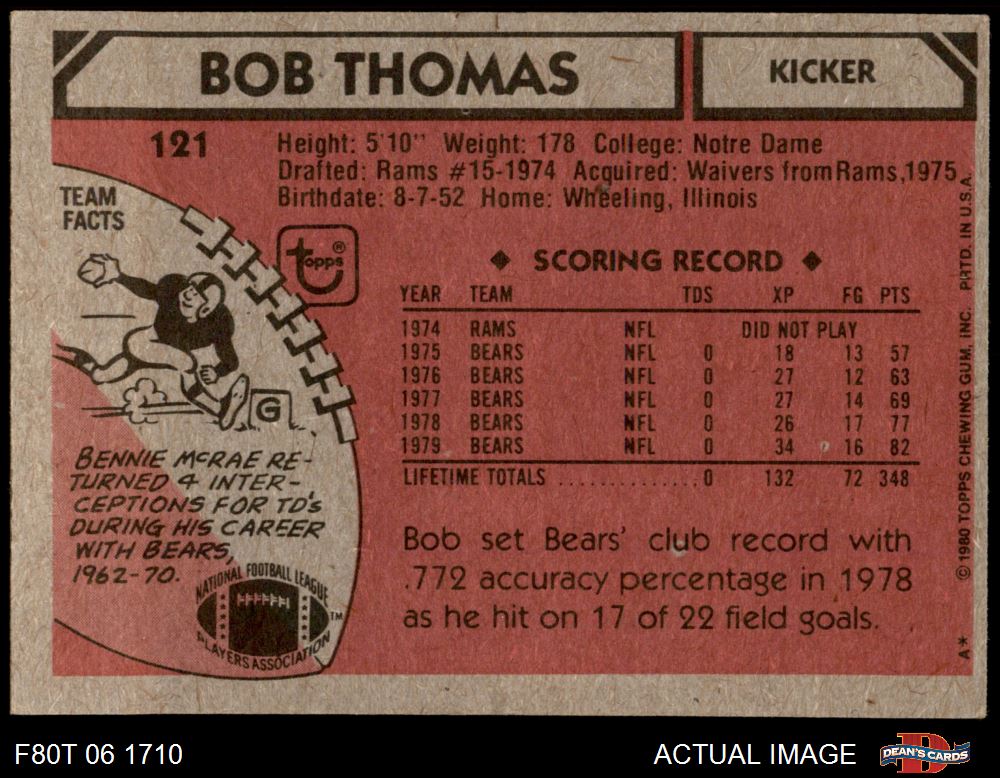 BOB THOMAS
KICKER
121
Height: 5'10" Weight: 178 College: Notre Dame
Drafted: Rams #15-1974 Acquired: Waivers from Rams, 1975
Birthdate: 8-7-52 Home: Wheeling, Illinois
TEAM
FACTS
topps®
◆ SCORING RECORD ◆
YEAR TEAM TDS XP FG PTS
1974 RAMS NFL DID NOT PLAY
1975 BEARS NFL 0 18 13 57
1976 BEARS NFL 0 27 12 63
1977 BEARS NFL 0 27 14 69
1978 BEARS NFL 0 26 17 77
1979 BEARS NFL 0 34 16 82
LIFETIME TOTALS ..............0 132 72 348
G
BENNIE McRAE RE-
TURNED 4 INTER-
CEPTIONS FOR TD's
DURING HIS CAREER
WITH BEARS,
1962-70.
NATIONAL FOOTBALL LEAGUE
PLAYERS ASSOCIATION
TM
Bob set Bears' club record with
.772 accuracy percentage in 1978
as he hit on 17 of 22 field goals.
A* © 1980 TOPPS CHEWING GUM, INC. PRTD. IN U.S.A.
F80T 06 1710
ACTUAL IMAGE
DEAN'S CARDS